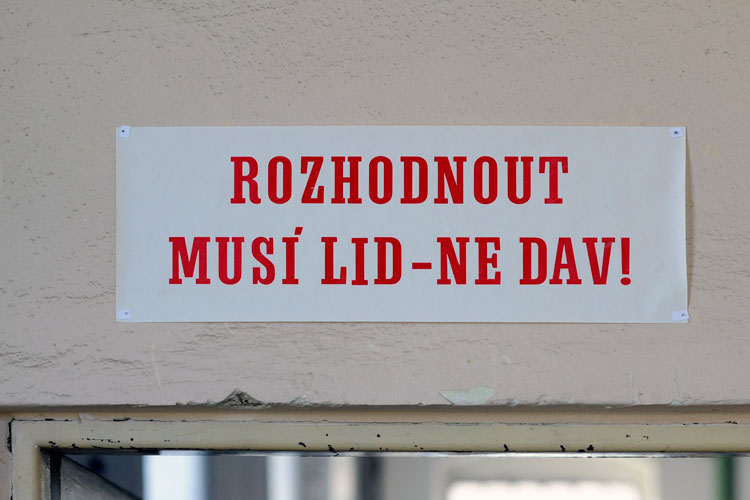 ROZHODNOUT
MUSÍ LID-NE DAV!